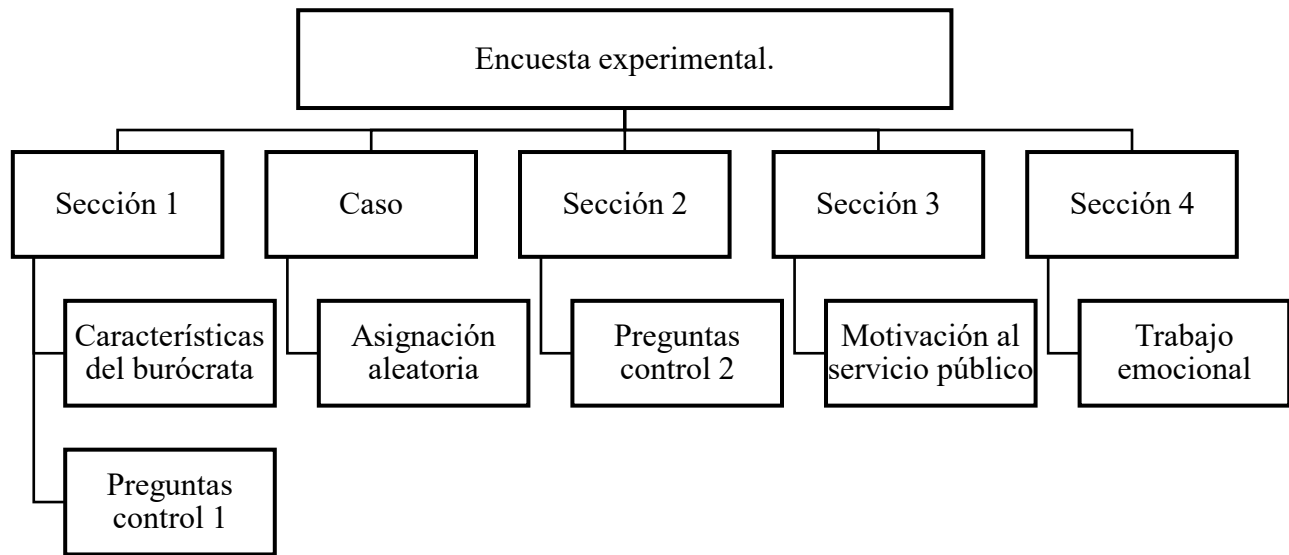 Encuesta experimental.
Sección 1
Caso
Sección 2
Sección 3
Sección 4
Características
del burócrata
Asignación
aleatoria
Preguntas
control 2
Motivación al
servicio público
Trabajo
emocional
Preguntas
control 1